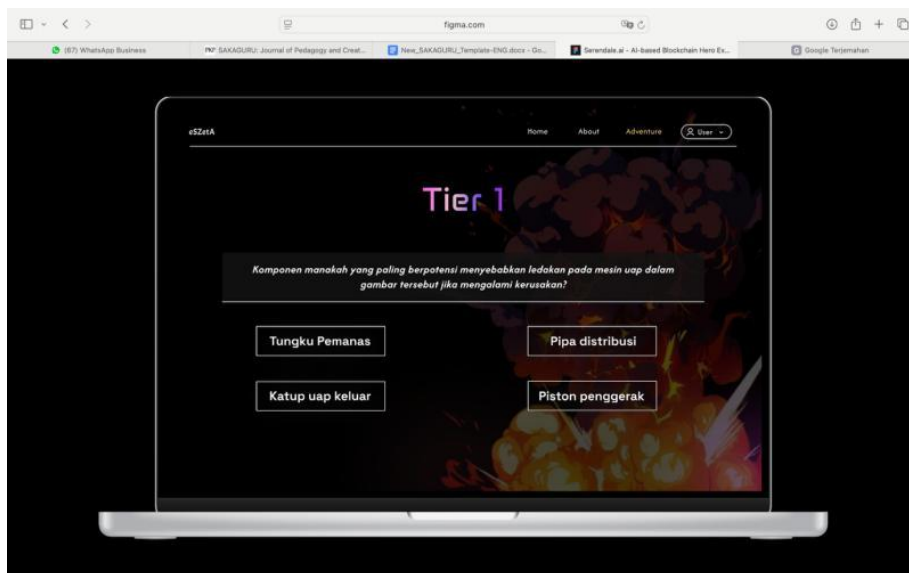 figma.com
(67) WhatsApp Business
PKP SAKAGURU: Journal of Pedagogy and Creat...
New_SAKAGURU_Template-ENG.docx - Go...
Serendale.ai - AI-based Blockchain Hero Ex...
Google Terjemahan
eSZetA
Home About Adventure User
Tier 1
Komponen manakah yang paling berpotensi menyebabkan ledakan pada mesin uap dalam
gambar tersebut jika mengalami kerusakan?
Tungku Pemanas
Pipa distribusi
Katup uap keluar
Piston penggerak